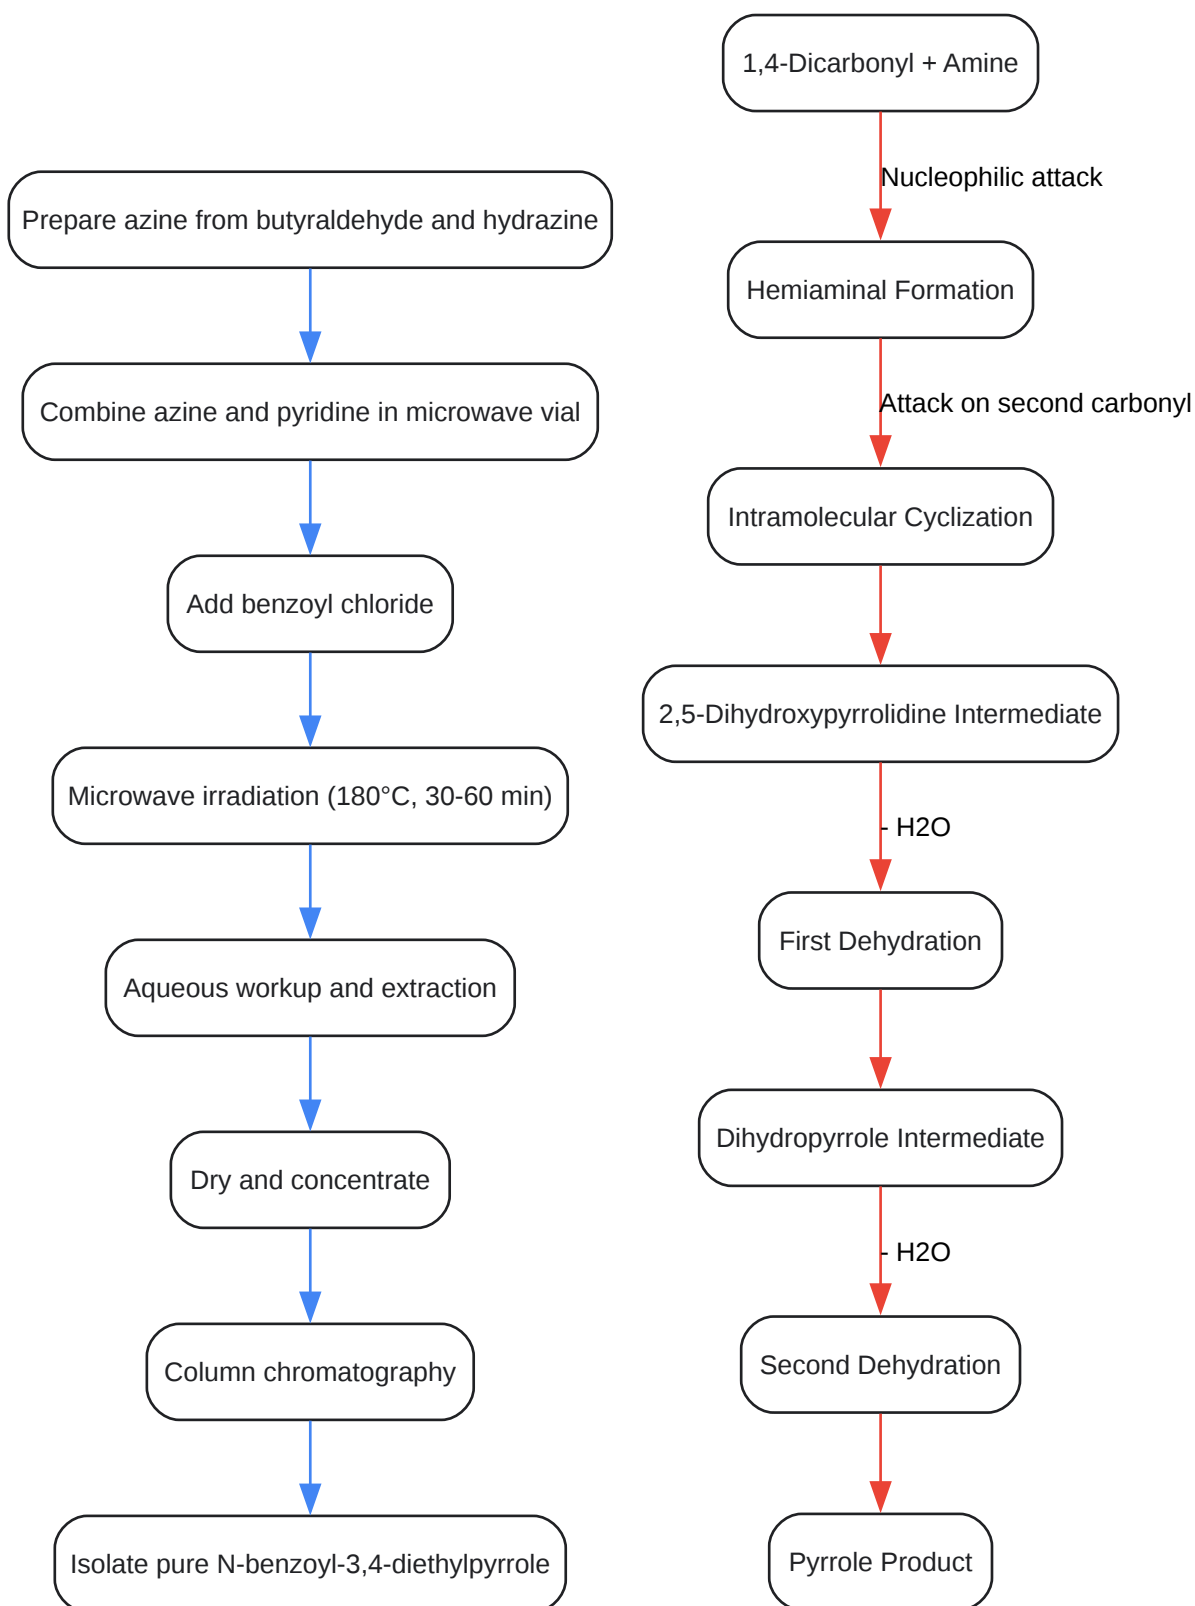 Prepare azine from butyraldehyde and hydrazine
Combine azine and pyridine in microwave vial
Add benzoyl chloride
Microwave irradiation (180°C, 30-60 min)
Aqueous workup and extraction
Dry and concentrate
Column chromatography
Isolate pure N-benzoyl-3,4-diethylpyrrole
1,4-Dicarbonyl + Amine
Nucleophilic attack
Hemiaminal Formation
Attack on second carbonyl
Intramolecular Cyclization
2,5-Dihydroxypyrrolidine Intermediate
- H2O
First Dehydration
Dihydropyrrole Intermediate
- H2O
Second Dehydration
Pyrrole Product